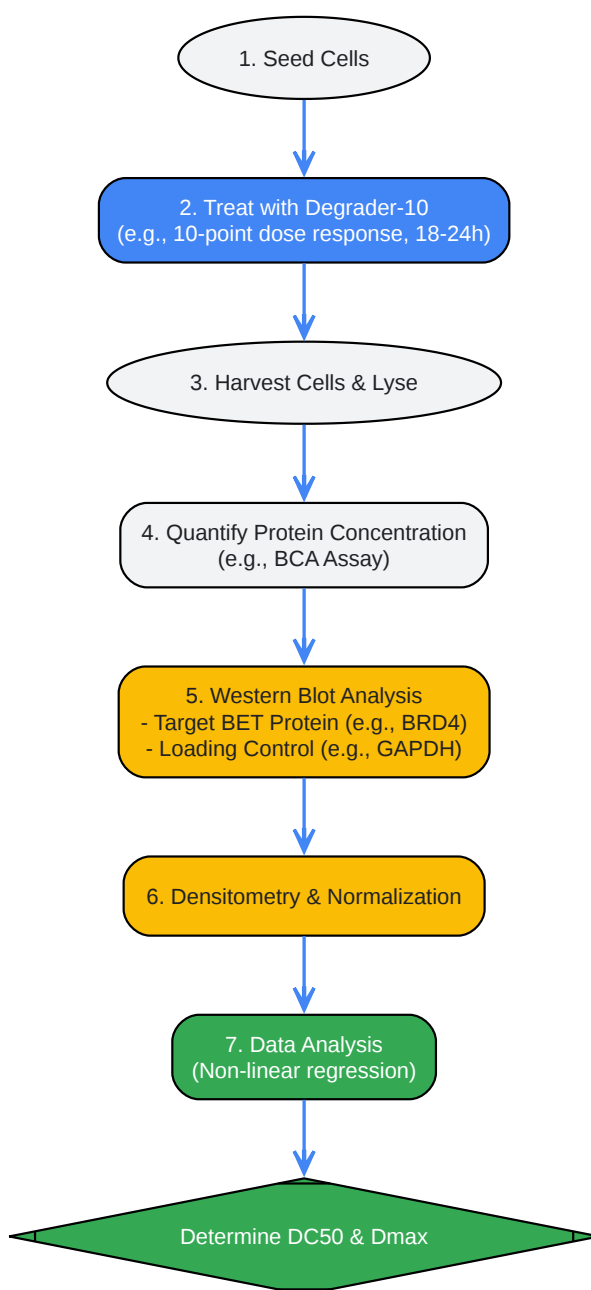 1. Seed Cells
2. Treat with Degrader-10
(e.g., 10-point dose response, 18-24h)
3. Harvest Cells & Lyse
4. Quantify Protein Concentration
(e.g., BCA Assay)
5. Western Blot Analysis
- Target BET Protein (e.g., BRD4)
- Loading Control (e.g., GAPDH)
6. Densitometry & Normalization
7. Data Analysis
(Non-linear regression)
Determine DC50 & Dmax